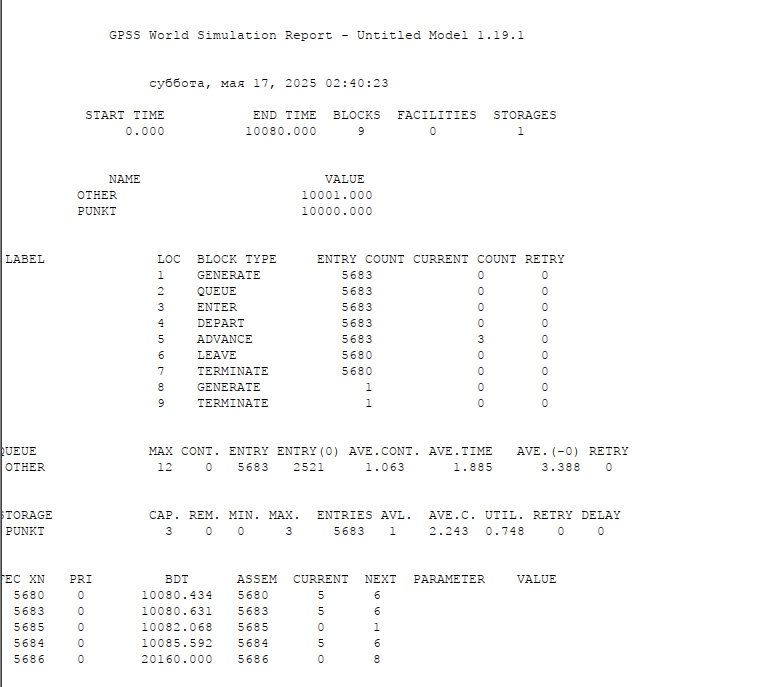 GPSS World Simulation Report - Untitled Model 1.19.1
суббота, мая 17, 2025 02:40:23
START TIME END TIME BLOCKS FACILITIES STORAGES
0.000 10080.000 9 0 1
NAME VALUE
OTHER 10001.000
PUNKT 10000.000
LABEL LOC BLOCK TYPE ENTRY COUNT CURRENT COUNT RETRY
1 GENERATE 5683 0 0
2 QUEUE 5683 0 0
3 ENTER 5683 0 0
4 DEPART 5683 0 0
5 ADVANCE 5683 3 0
6 LEAVE 5680 0 0
7 TERMINATE 5680 0 0
8 GENERATE 1 0 0
9 TERMINATE 1 0 0
QUEUE MAX CONT. ENTRY ENTRY(0) AVE.CONT. AVE.TIME AVE.(-0) RETRY
OTHER 12 0 5683 2521 1.063 1.885 3.388 0
STORAGE CAP. REM. MIN. MAX. ENTRIES AVL. AVE.C. UTIL. RETRY DELAY
PUNKT 3 0 0 3 5683 1 2.243 0.748 0 0
FEC XN PRI BDT ASSEM CURRENT NEXT PARAMETER VALUE
5680 0 10080.434 5680 5 6
5683 0 10080.631 5683 5 6
5685 0 10082.068 5685 0 1
5684 0 10085.592 5684 5 6
5686 0 20160.000 5686 0 8